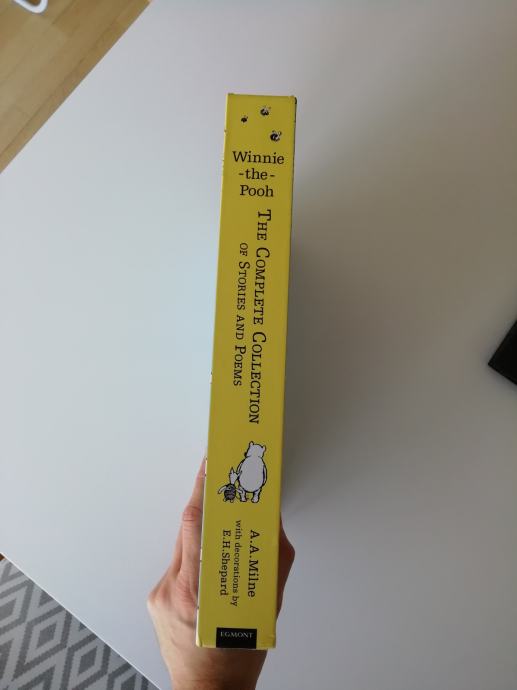 Winnie
-the-
Pooh
THE COMPLETE COLLECTION
OF STORIES AND POEMS
A.A.Milne
with decorations by
E.H.Shepard
EGMONT